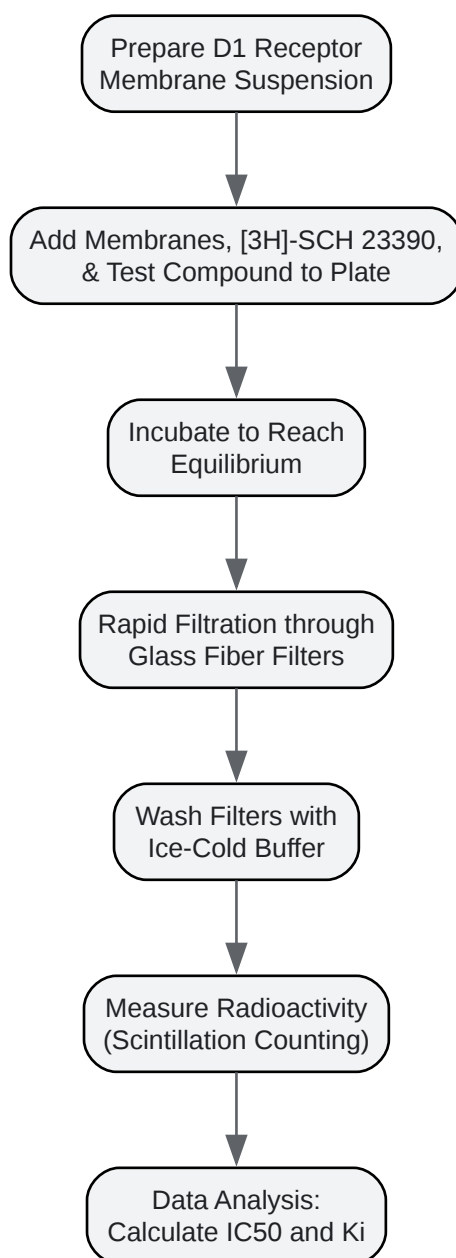 Prepare D1 Receptor
Membrane Suspension
Add Membranes, [3H]-SCH 23390,
& Test Compound to Plate
Incubate to Reach
Equilibrium
Rapid Filtration through
Glass Fiber Filters
Wash Filters with
Ice-Cold Buffer
Measure Radioactivity
(Scintillation Counting)
Data Analysis:
Calculate IC50 and Ki